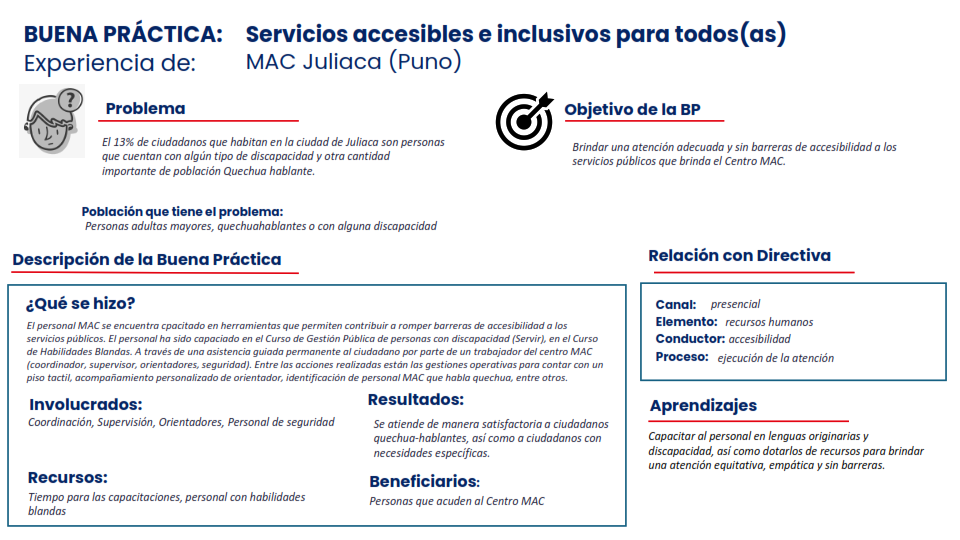 BUENA PRÁCTICA: Servicios accesibles e inclusivos para todos(as)
Experiencia de: MAC Juliaca (Puno)
?
Problema
El 13% de ciudadanos que habitan en la ciudad de Juliaca son personas
que cuentan con algún tipo de discapacidad y otra cantidad
importante de población Quechua hablante.
Población que tiene el problema:
Personas adultas mayores, quechuahablantes o con alguna discapacidad
Objetivo de la BP
Brindar una atención adecuada y sin barreras de accesibilidad a los
servicios públicos que brinda el Centro MAC.
Descripción de la Buena Práctica
¿Qué se hizo?
El personal MAC se encuentra cpacitado en herramientas que permiten contribuir a romper barreras de accesibilidad a los
servicios públicos. El personal ha sido capaciado en el Curso de Gestión Pública de personas con discapacidad (Servir), en el Curso
de Habilidades Blandas. A través de una asistencia guiada permanente al ciudadano por parte de un trabajador del centro MAC
(coordinador, supervisor, orientadores, seguridad). Entre las acciones realizadas están las gestiones operativas para contar con un
piso tactil, acompañamiento personalizado de orientador, identificación de personal MAC que habla quechua, entre otros.
Involucrados:
Coordinación, Supervisión, Orientadores, Personal de seguridad
Recursos:
Tiempo para las capacitaciones, personal con habilidades
blandas
Resultados:
Se atiende de manera satisfactoria a ciudadanos
quechua-hablantes, así como a ciudadanos con
necesidades específicas.
Beneficiarios:
Personas que acuden al Centro MAC
Relación con Directiva
Canal: presencial
Elemento: recursos humanos
Conductor: accesibilidad
Proceso: ejecución de la atención
Aprendizajes
Capacitar al personal en lenguas originarias y
discapacidad, así como dotarlos de recursos para brindar
una atención equitativa, empática y sin barreras.